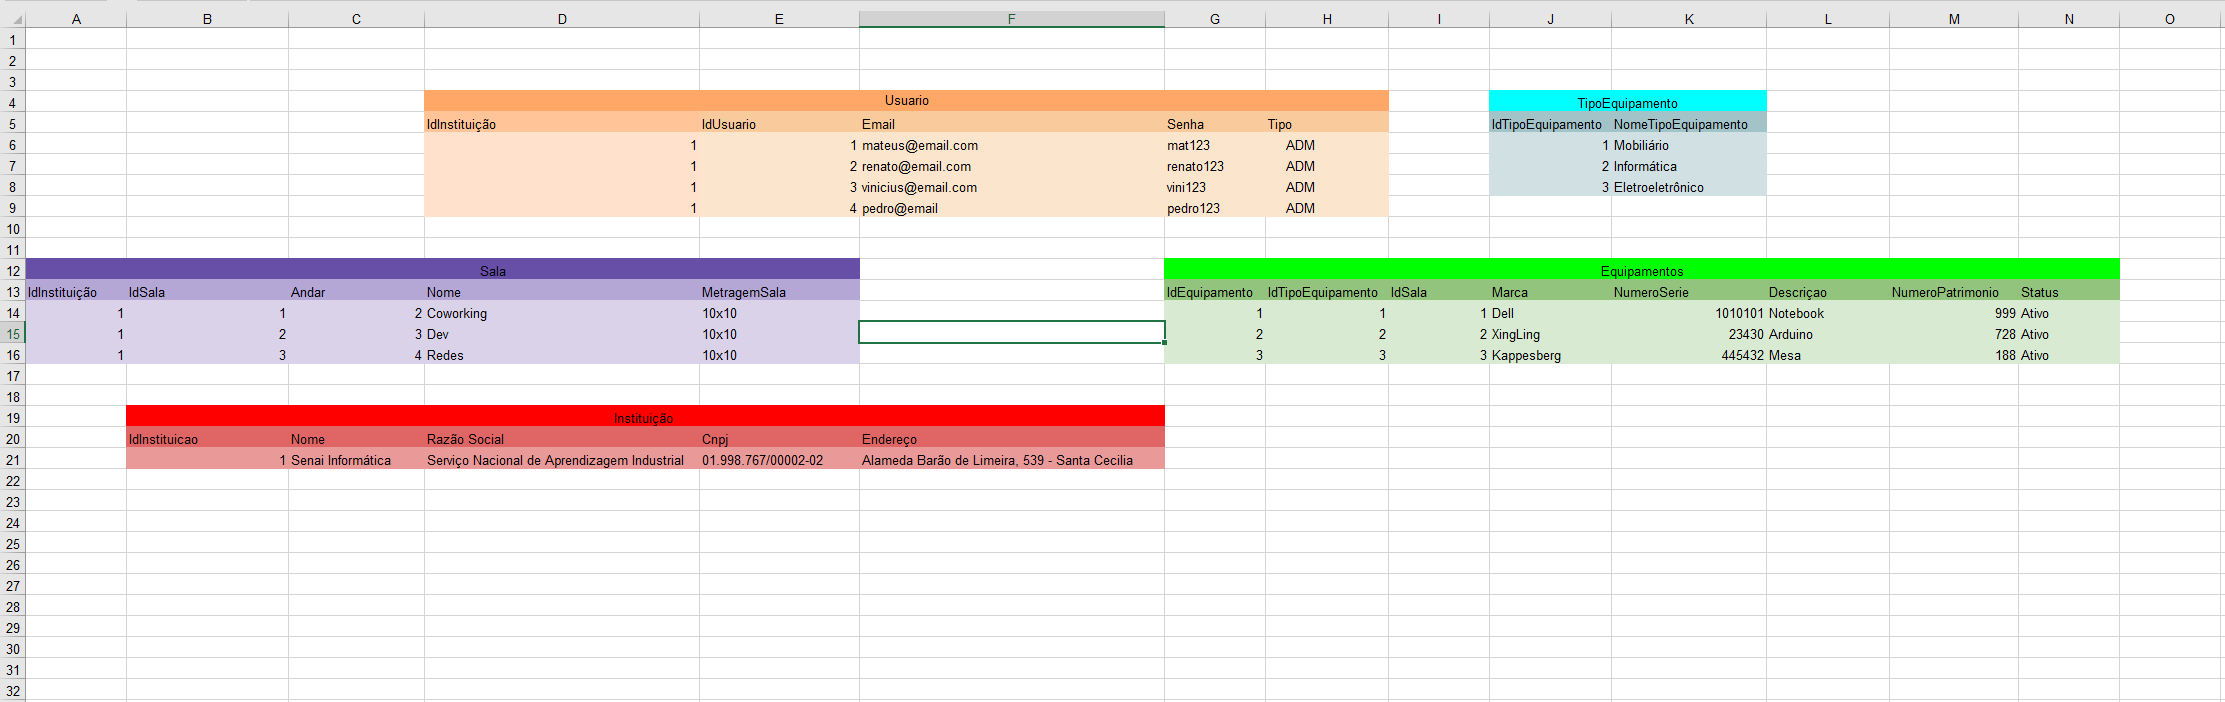 A B C D E F G H I J K L M N O
1
2
3
4 Usuario TipoEquipamento
5 IdInstituição IdUsuario Email Senha Tipo IdTipoEquipamento NomeTipoEquipamento
6 1 1 mateus@email.com mat123 ADM 1 Mobiliário
7 1 2 renato@email.com renato123 ADM 2 Informática
8 1 3 vinicius@email.com vini123 ADM 3 Eletroeletrônico
9 1 4 pedro@email pedro123 ADM
10
11
12 Sala Equipamentos
13 IdInstituição IdSala Andar Nome MetragemSala IdEquipamento IdTipoEquipamento IdSala Marca NumeroSerie Descriçao NumeroPatrimonio Status
14 1 1 2 Coworking 10x10 1 1 1 Dell 1010101 Notebook 999 Ativo
15 1 2 3 Dev 10x10 2 2 2 XingLing 23430 Arduino 728 Ativo
16 1 3 4 Redes 10x10 3 3 3 Kappesberg 445432 Mesa 188 Ativo
17
18
19 Instituição
20 IdInstituicao Nome Razão Social Cnpj Endereço
21 1 Senai Informática Serviço Nacional de Aprendizagem Industrial 01.998.767/00002-02 Alameda Barão de Limeira, 539 - Santa Cecilia
22
23
24
25
26
27
28
29
30
31
32